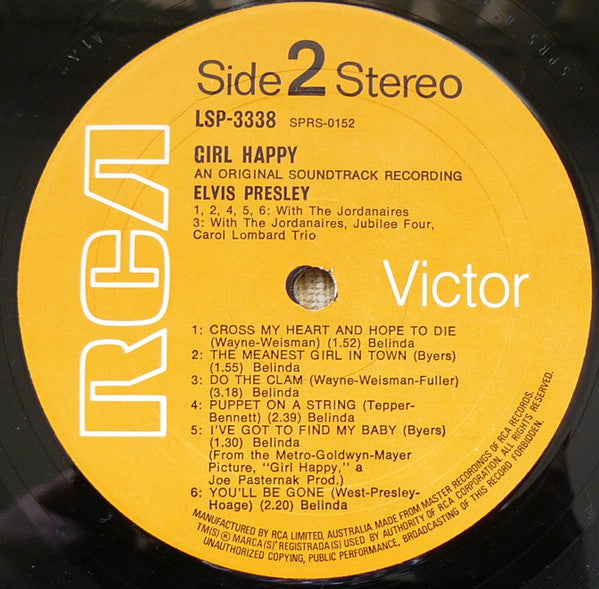 Side 2 Stereo
LSP-3338 SPRS-0152
GIRL HAPPY
AN ORIGINAL SOUNDTRACK RECORDING
ELVIS PRESLEY
1, 2, 4, 5, 6: With The Jordanaires
3: With The Jordanaires, Jubilee Four,
Carol Lombard Trio
RCA
Victor
1: CROSS MY HEART AND HOPE TO DIE
(Wayne-Weisman) (1.52) Belinda
2: THE MEANEST GIRL IN TOWN (Byers)
(1.55) Belinda
3: DO THE CLAM (Wayne-Weisman-Fuller)
(3.18) Belinda
4: PUPPET ON A STRING (Tepper-
Bennett) (2.39) Belinda
5: I'VE GOT TO FIND MY BABY (Byers)
(1.30) Belinda
(From the Metro-Goldwyn-Mayer
Picture, "Girl Happy," a
Joe Pasternak Prod.)
6: YOU'LL BE GONE (West-Presley-
Hoage) (2.20) Belinda
MANUFACTURED BY RCA LIMITED, AUSTRALIA MADE FROM MASTER RECORDINGS OF RCA RECORDS.
TM(S) ® MARCA(S) REGISTRADA(S) USED BY AUTHORITY OF RCA CORPORATION. ALL RIGHTS RESERVED.
UNAUTHORIZED COPYING, PUBLIC PERFORMANCE, BROADCASTING OF THIS RECORD FORBIDDEN.